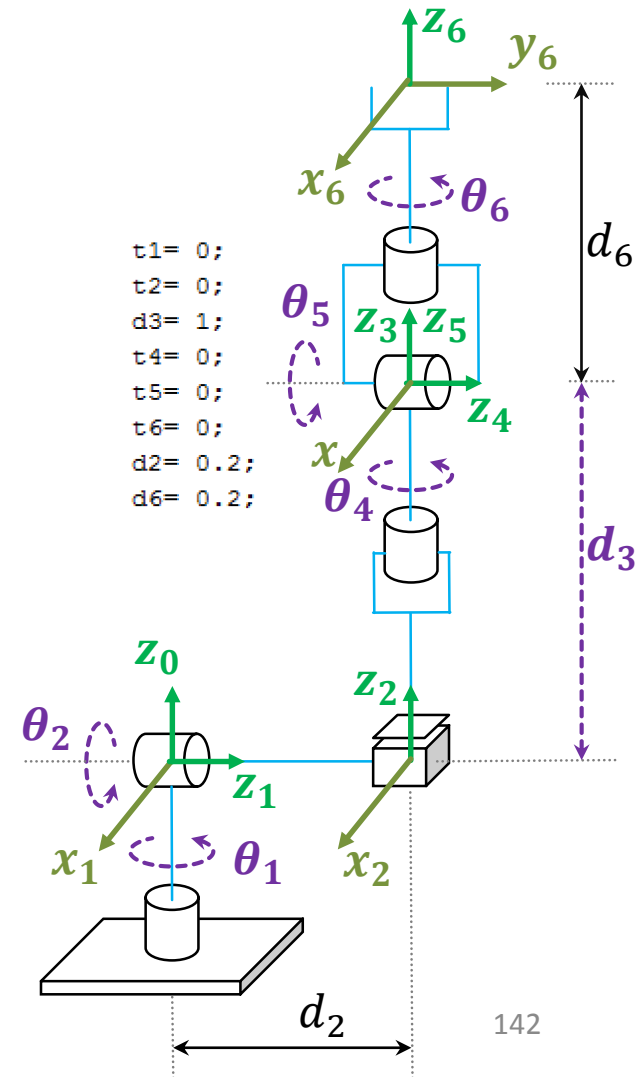 z₆
y₆
x₆
θ₆
d₆
t1= 0;
t2= 0;
d3= 1;
t4= 0;
t5= 0;
t6= 0;
d2= 0.2;
d6= 0.2;
θ₅
z₃ z₅
z₄
x
θ₄
d₃
z₀
z₂
θ₂
z₁
x₁
θ₁
x₂
d₂
142